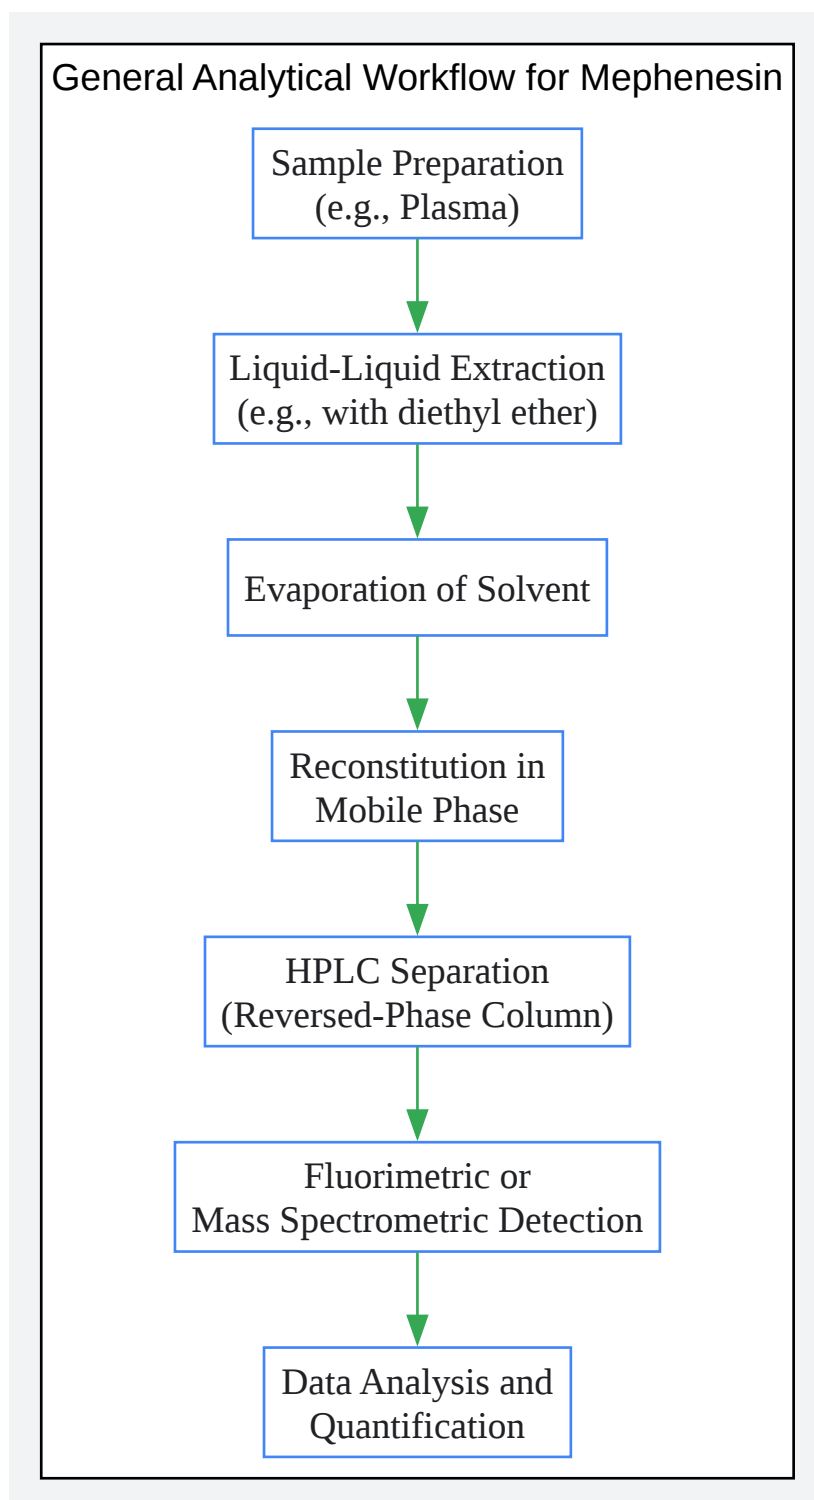 General Analytical Workflow for Mephenesin
Sample Preparation
(e.g., Plasma)
Liquid-Liquid Extraction
(e.g., with diethyl ether)
Evaporation of Solvent
Reconstitution in
Mobile Phase
HPLC Separation
(Reversed-Phase Column)
Fluorimetric or
Mass Spectrometric Detection
Data Analysis and
Quantification